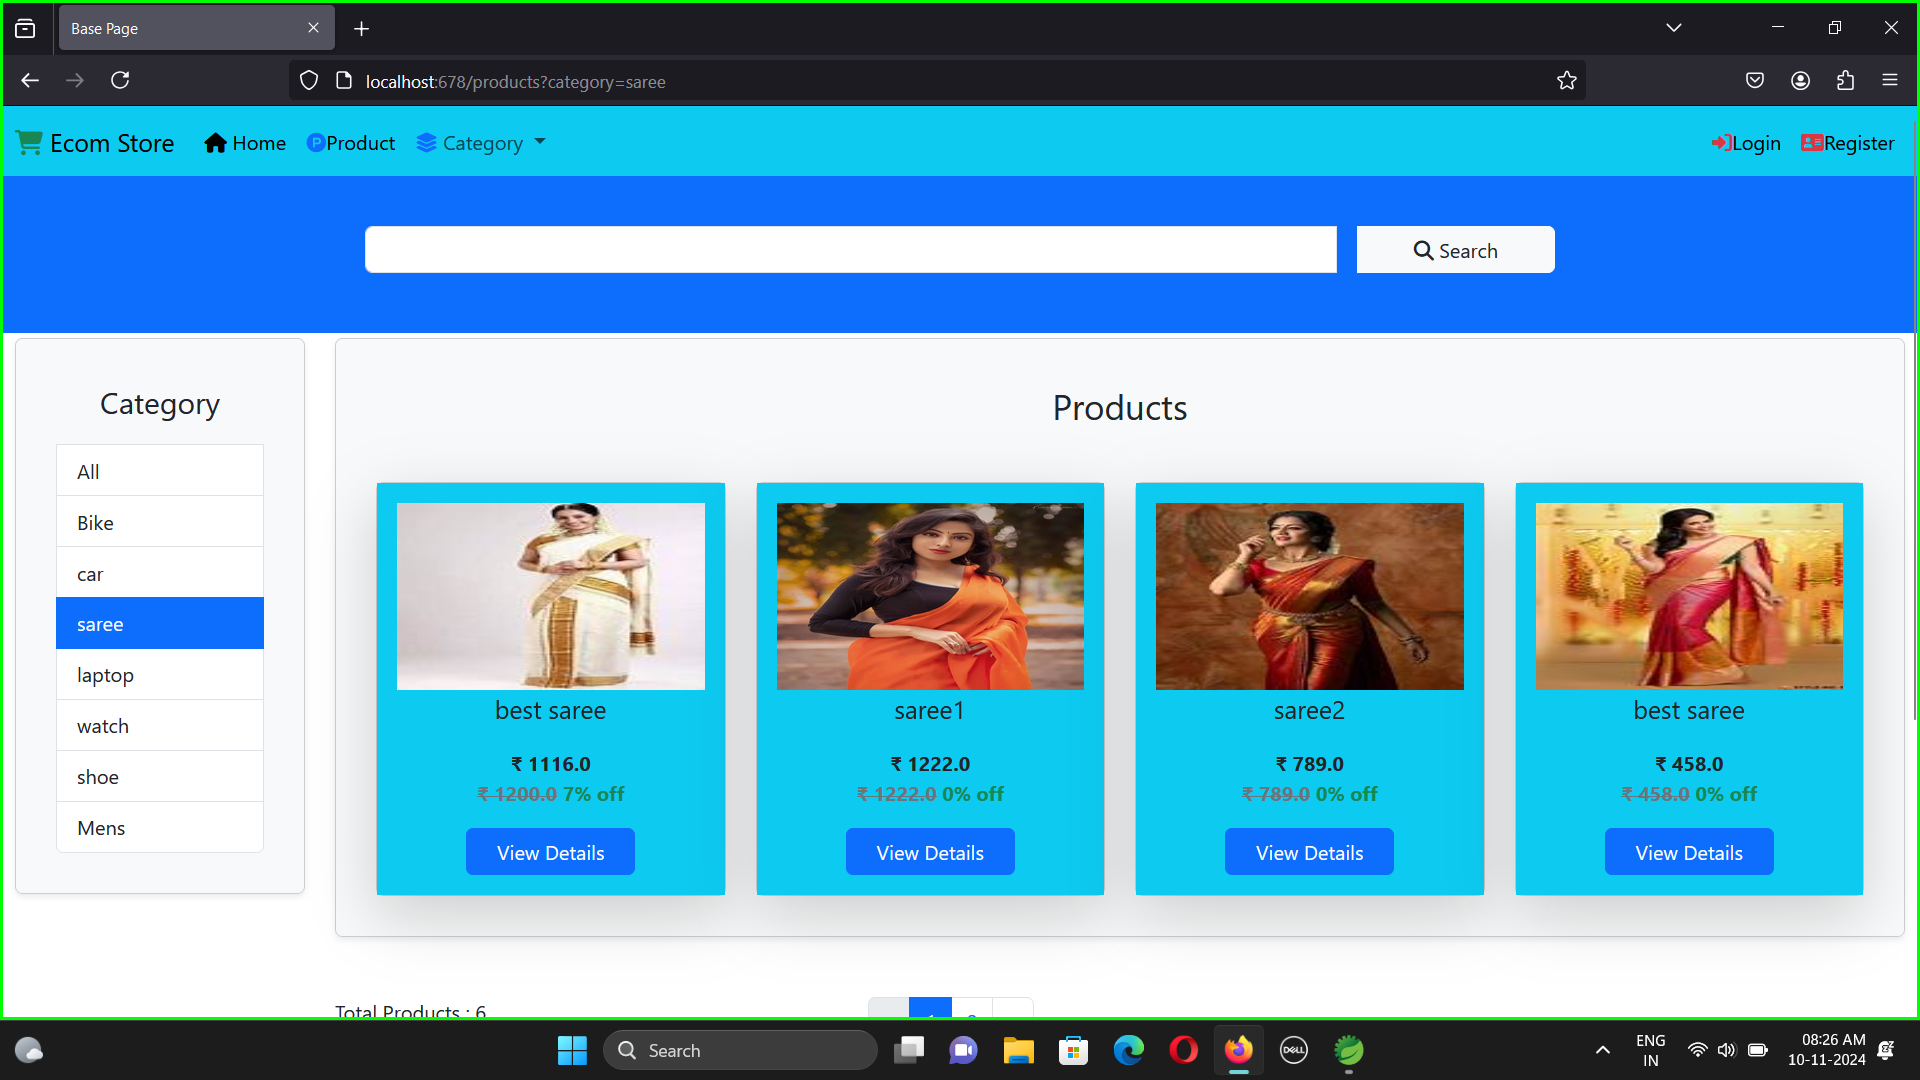 Base Page
localhost:678/products?category=saree
Ecom Store
Home
Product
Category
Login
Register
Search
Category
All
Bike
car
saree
laptop
watch
shoe
Mens
Products
best saree
₹ 1116.0
₹ 1200.0 7% off
View Details
saree1
₹ 1222.0
₹ 1222.0 0% off
View Details
saree2
₹ 789.0
₹ 789.0 0% off
View Details
best saree
₹ 458.0
₹ 458.0 0% off
View Details
Total Products : 6
Search
DELL
ENG
IN
08:26 AM
10-11-2024